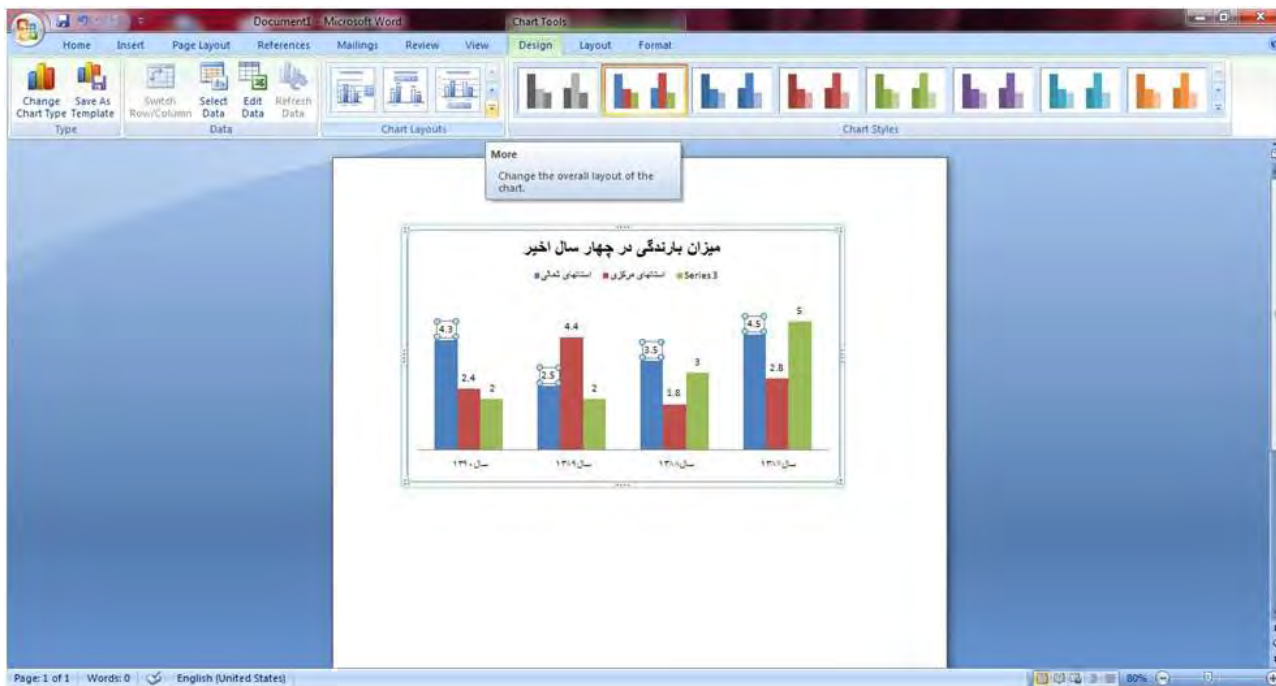 Document1 - Microsoft Word
Chart Tools
Home Insert Page Layout References Mailings Review View Design Layout Format
Change Chart Type
Save As Template
Switch Row/Column
Select Data
Edit Data
Refresh Data
Type
Data
Chart Layouts
Chart Styles
More
Change the overall layout of the
chart.
میزان بارندگی در چهار سال اخیر
استانهای شمالی استانهای مرکزی Series 3
4.3 2.4 2
2.5 4.4 2
3.5 1.8 3
4.5 2.8 5
سال۱۳۹۰ سال۱۳۸۹ سال۱۳۸۸
Page: 1 of 1 Words: 0 English (United States) 80%